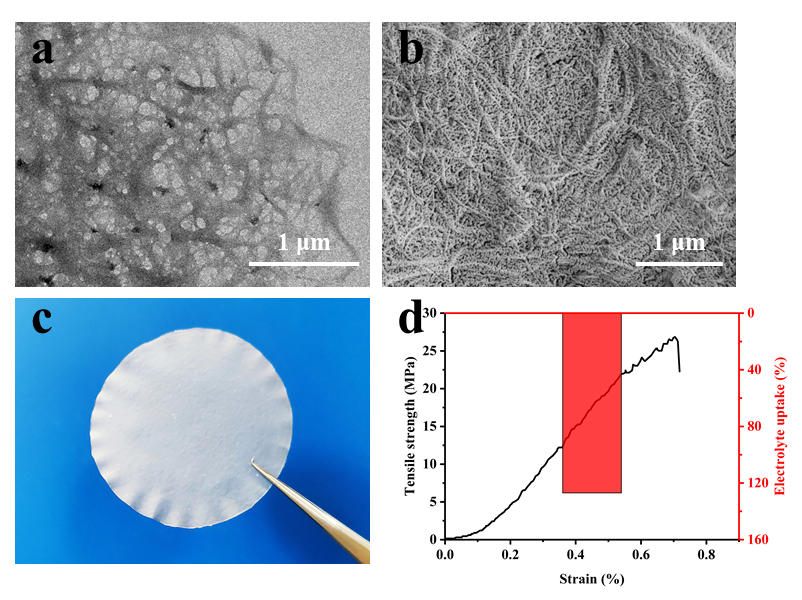 a
1 μm
b
1 μm
c
d
30
25
20
15
10
5
0
Tensile strength (MPa)
0.0 0.2 0.4 0.6 0.8
Strain (%)
0
40
80
120
160
Electrolyte uptake (%)